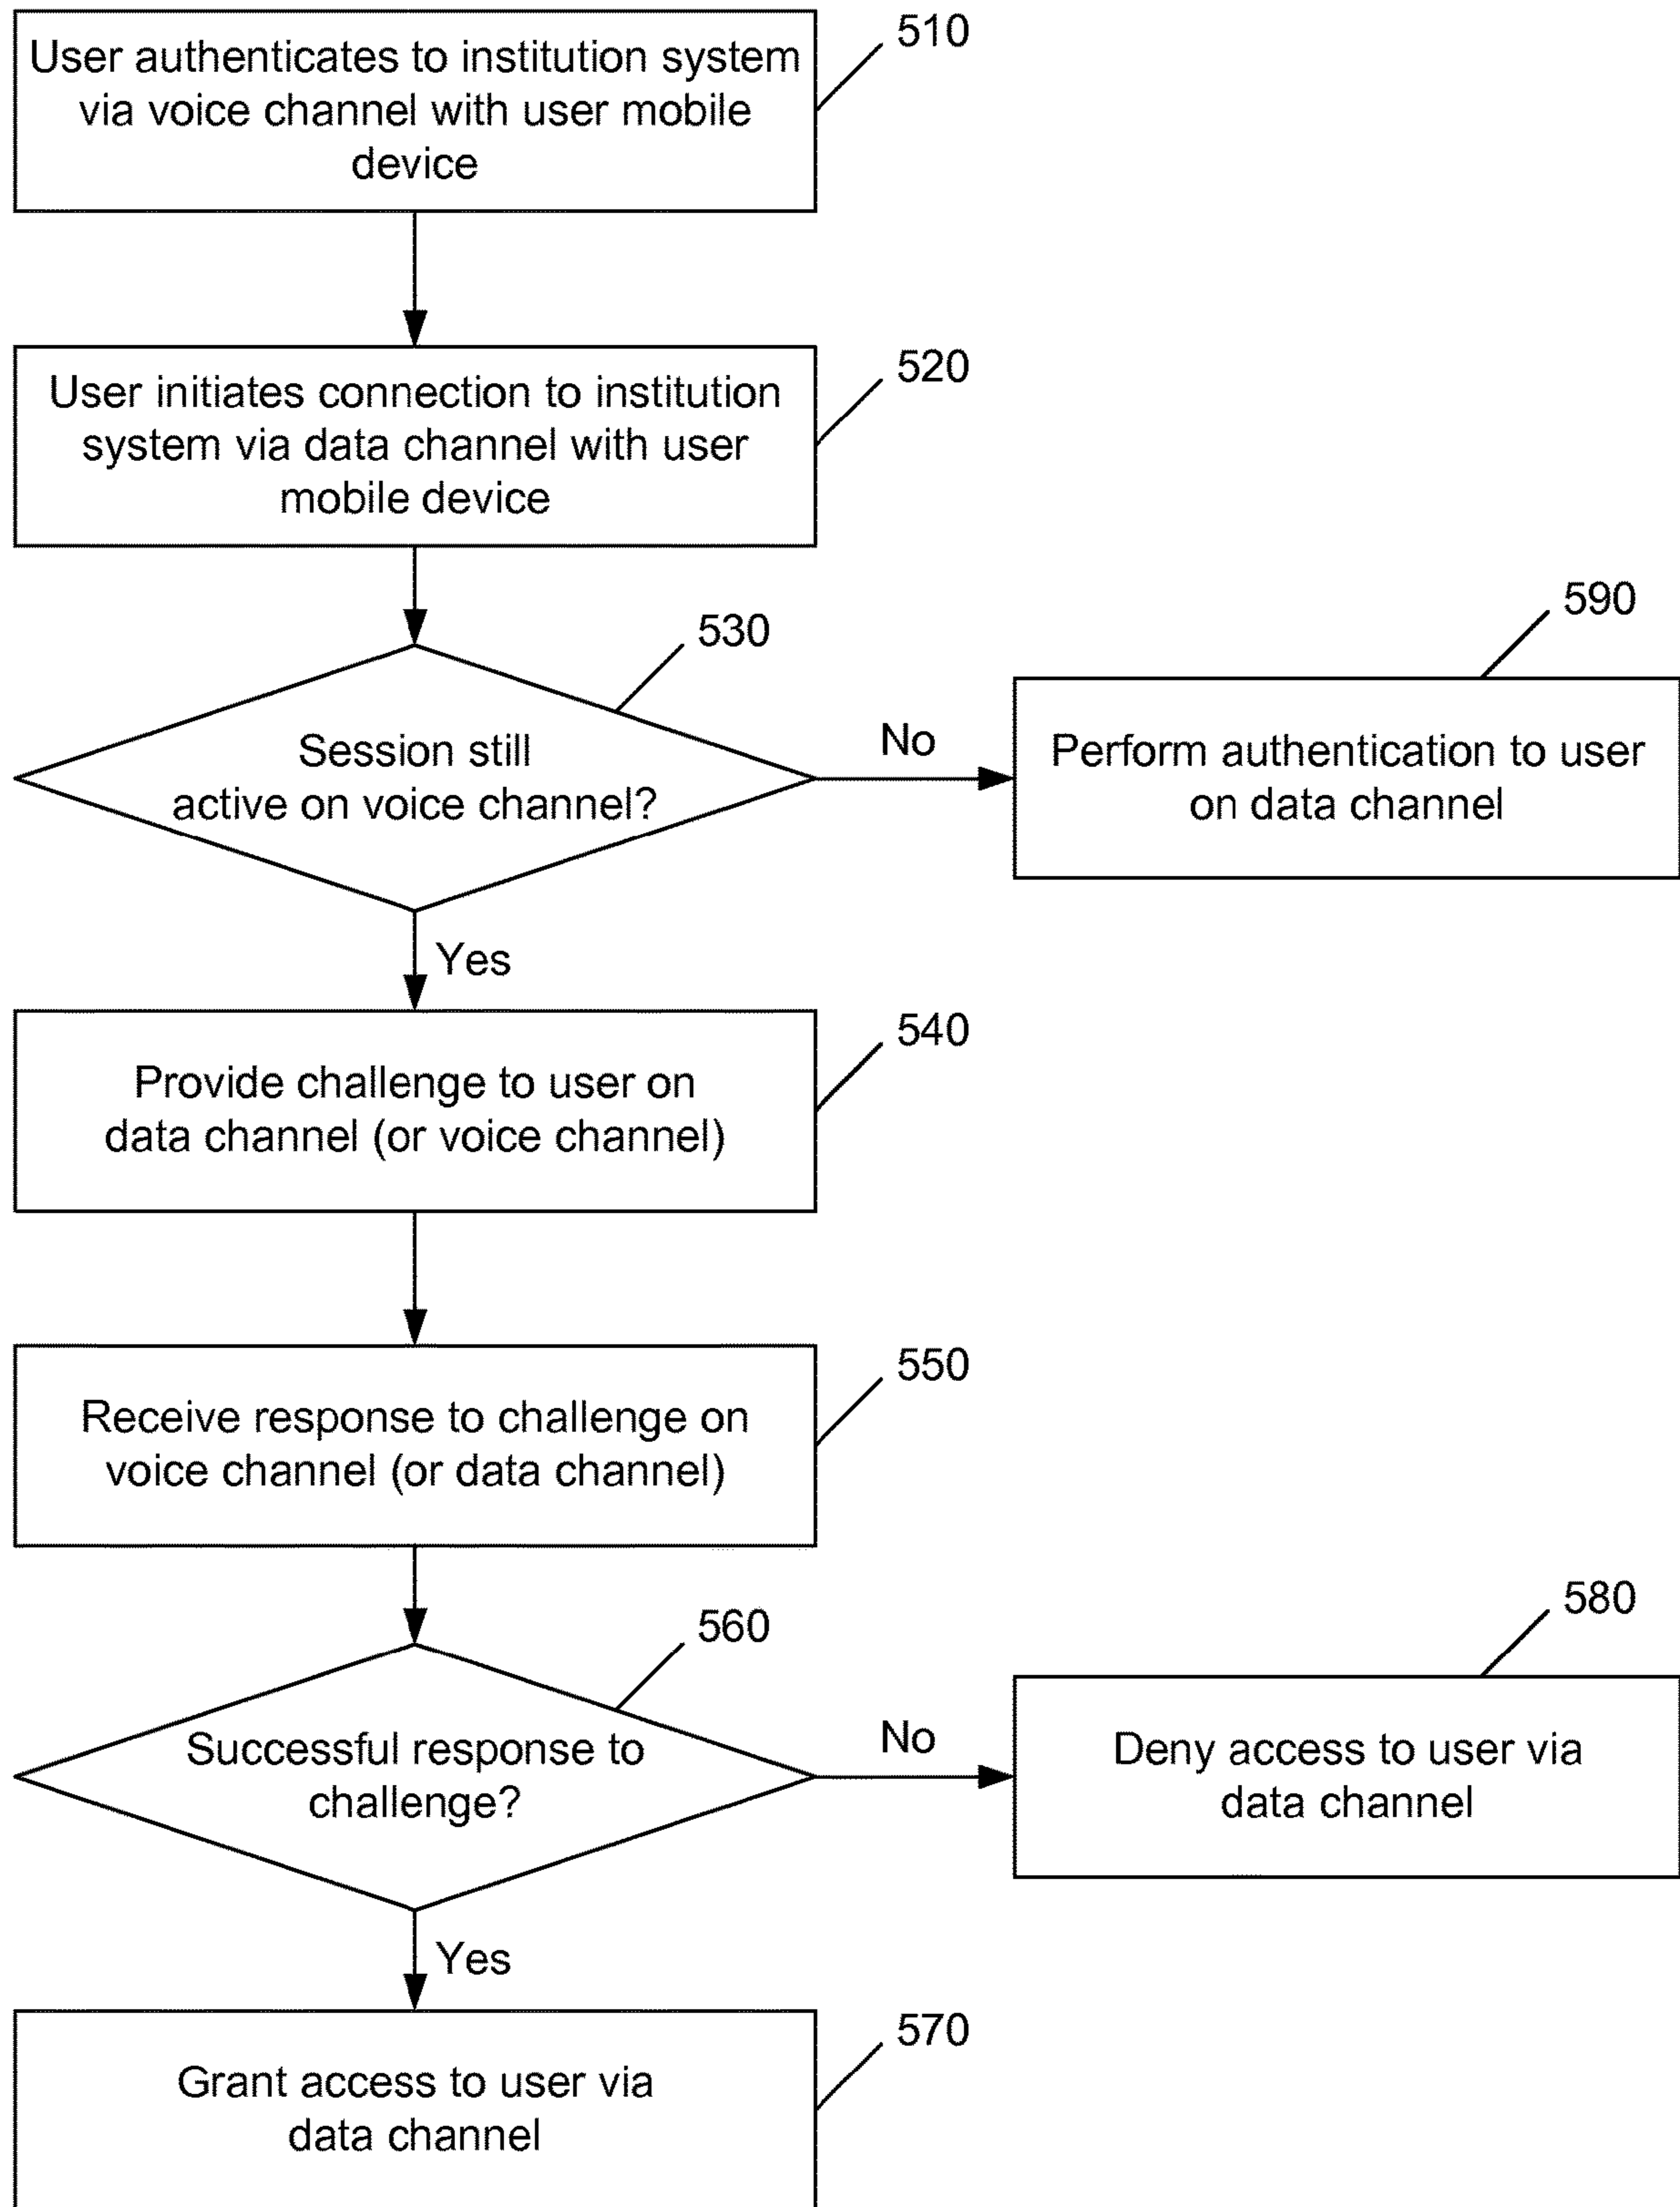 User authenticates to institution system
via voice channel with user mobile
device
510
User initiates connection to institution
system via data channel with user
mobile device
520
Session still
active on voice channel?
530
No
Perform authentication to user
on data channel
590
Yes
Provide challenge to user on
data channel (or voice channel)
540
Receive response to challenge on
voice channel (or data channel)
550
Successful response to
challenge?
560
No
Deny access to user via
data channel
580
Yes
Grant access to user via
data channel
570